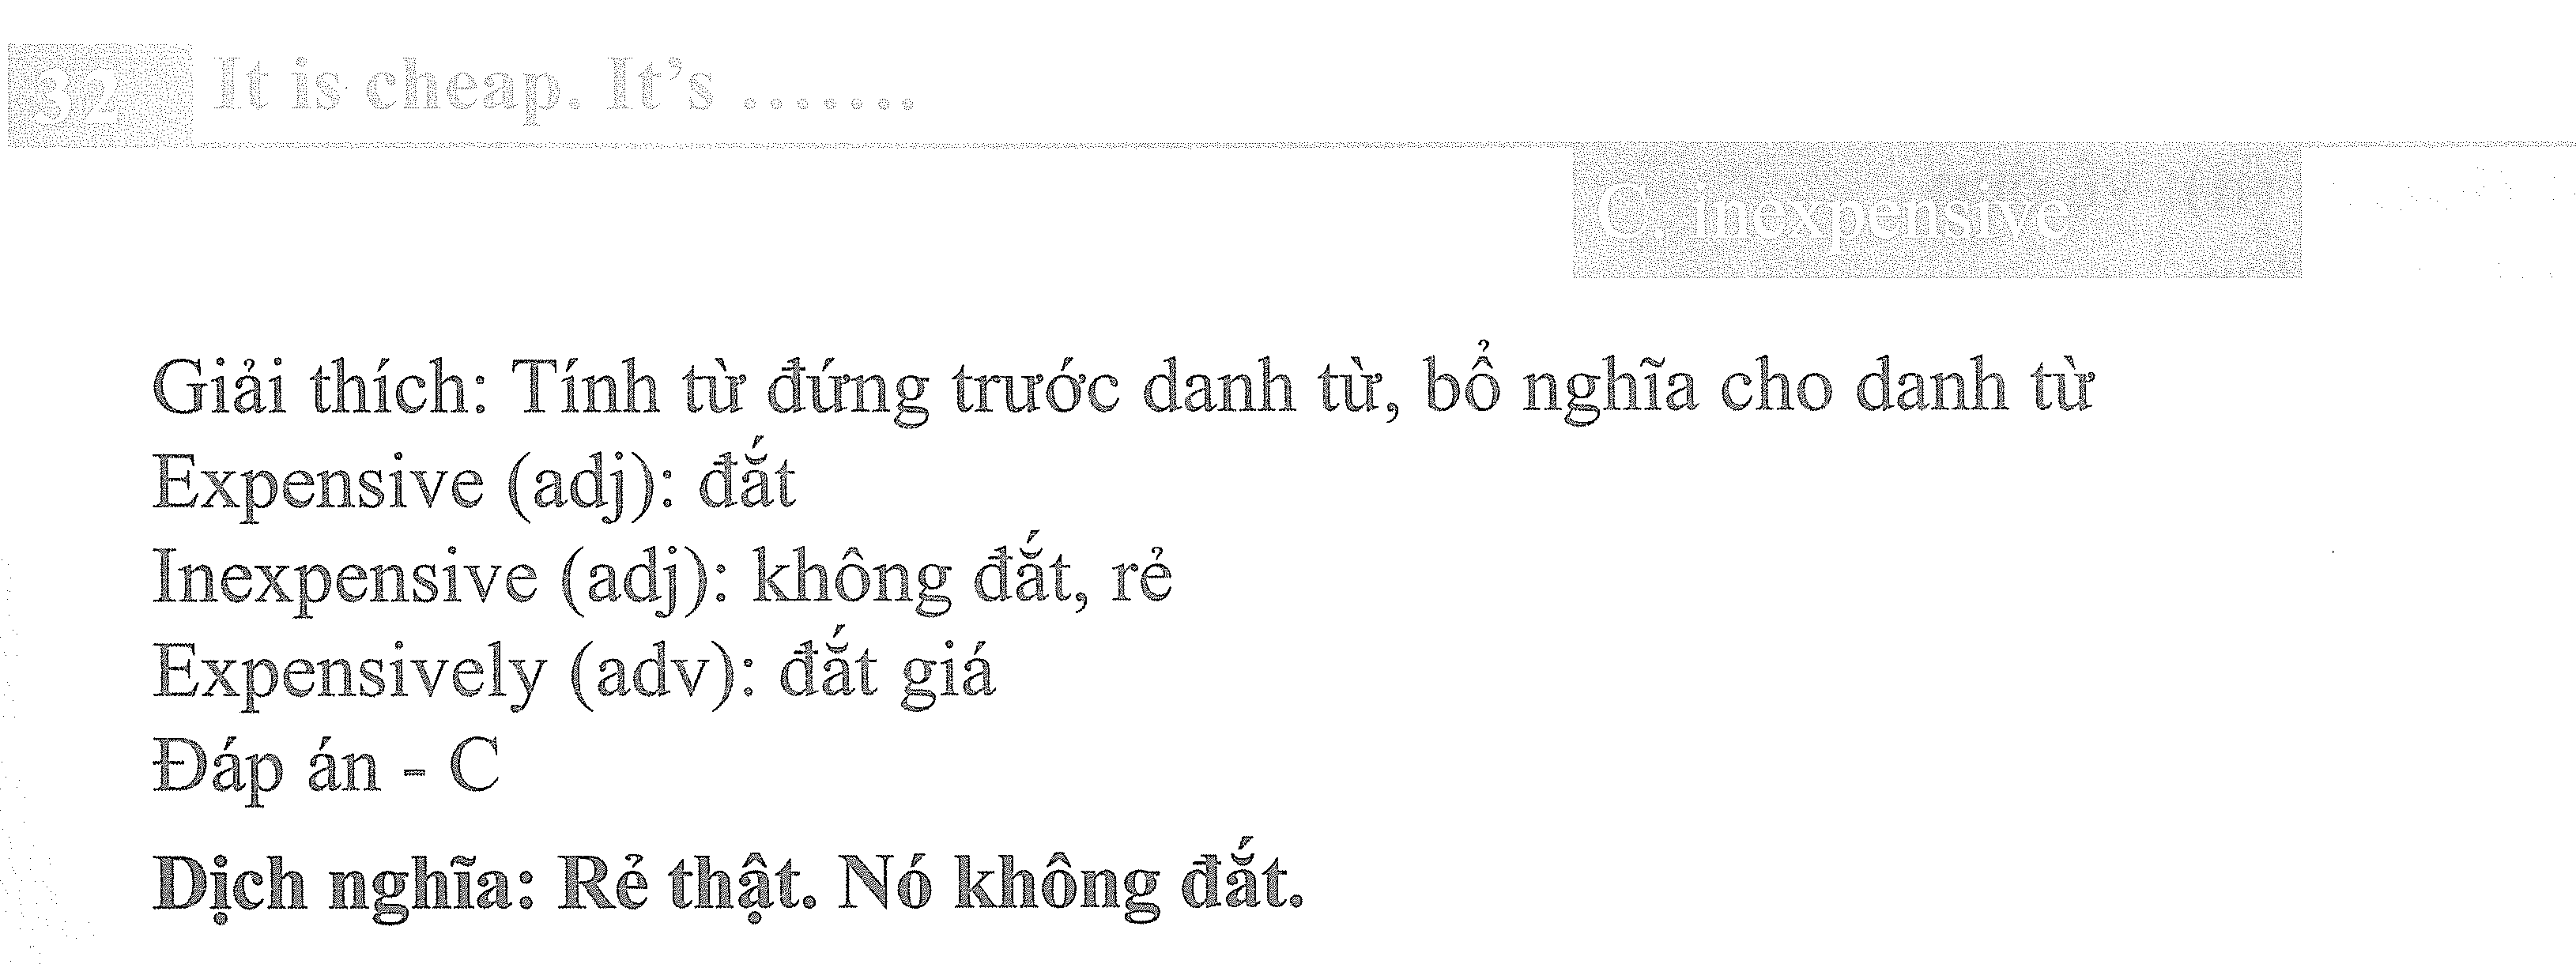 32 It is cheap. It’s .......
C. inexpensive
Giải thích: Tính từ đứng trước danh từ, bổ nghĩa cho danh từ
Expensive (adj): đắt
Inexpensive (adj): không đắt, rẻ
Expensively (adv): đắt giá
Đáp án - C
Dịch nghĩa: Rẻ thật. Nó không đắt.